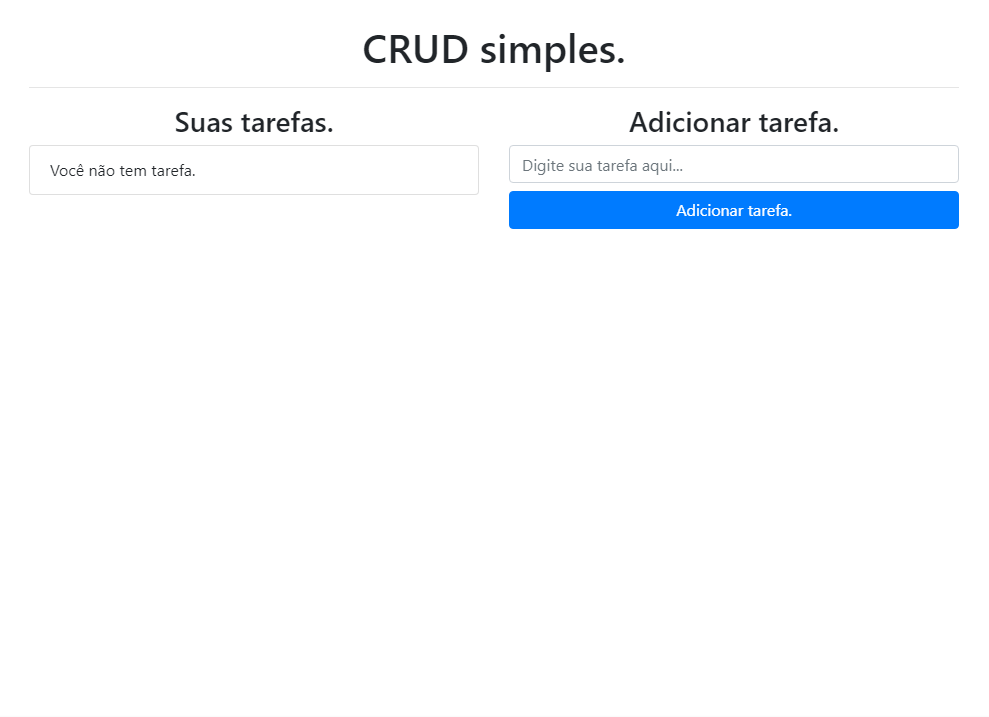 CRUD simples.
Suas tarefas.
Você não tem tarefa.
Adicionar tarefa.
Digite sua tarefa aqui...
Adicionar tarefa.